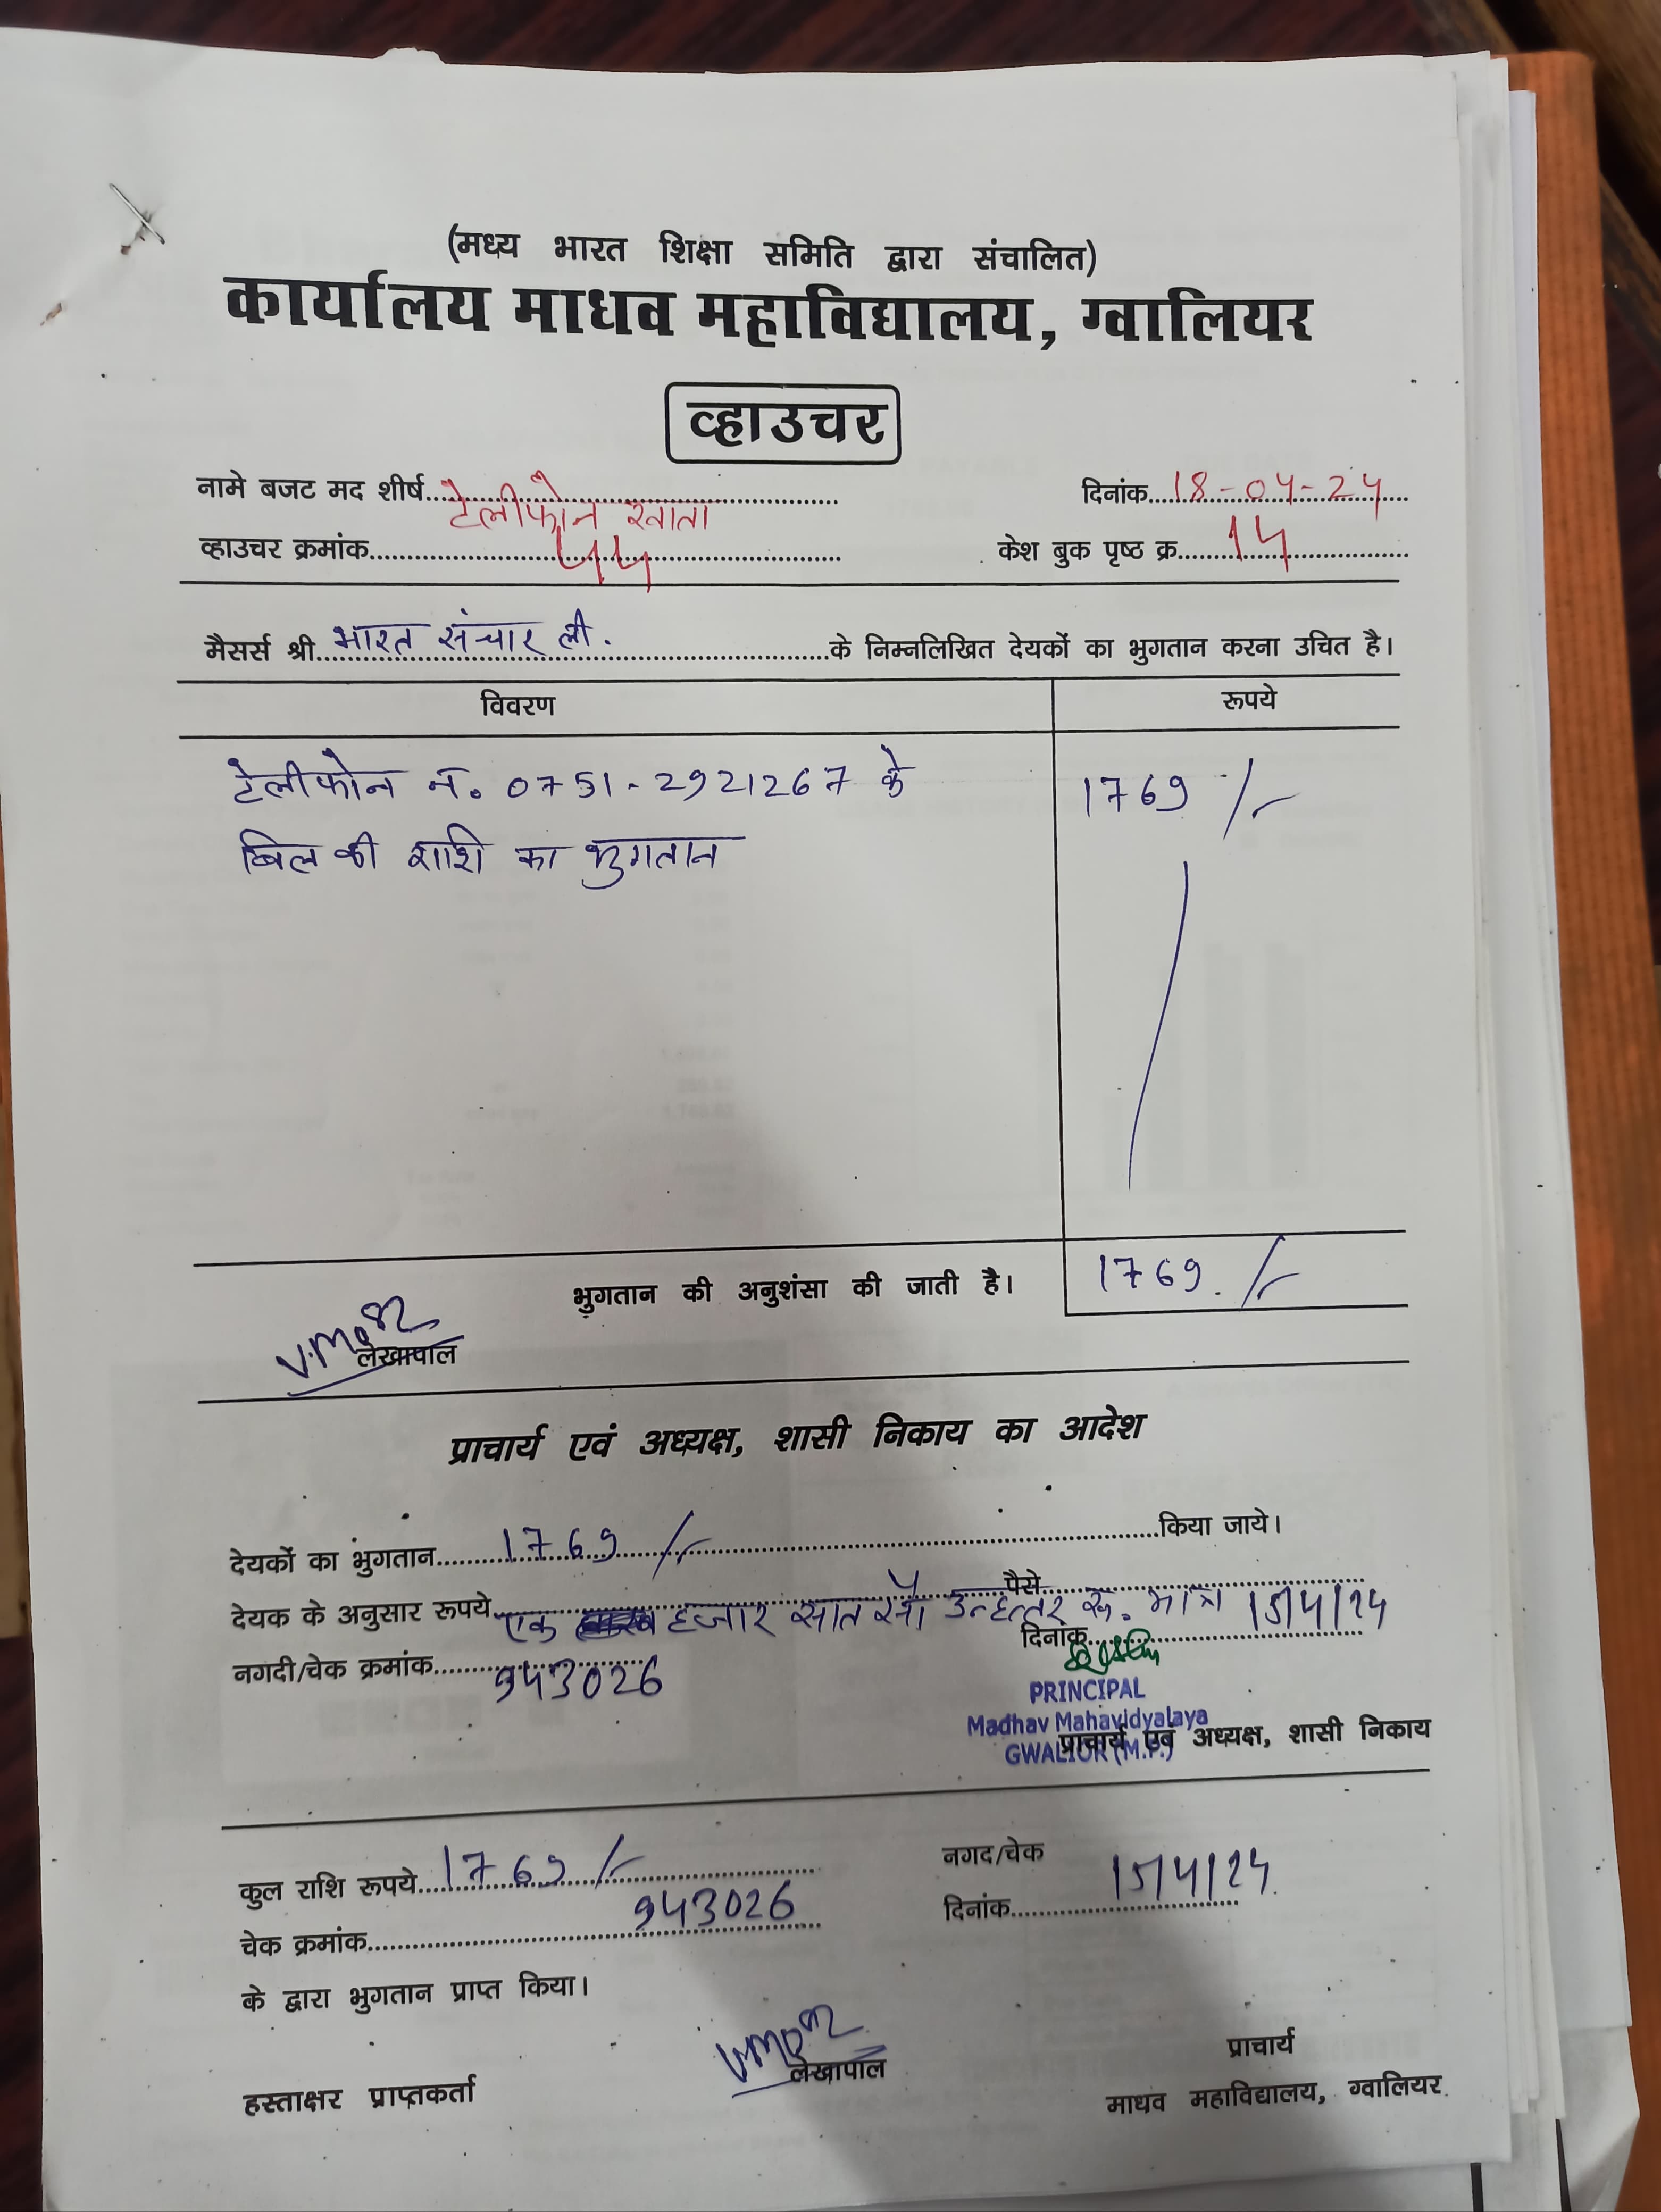 (मध्य भारत शिक्षा समिति द्वारा संचालित)
कार्यालय माधव महाविद्यालय, ग्वालियर
व्हाउचर
नामे बजट मद शीर्ष टेलीफोन खाता दिनांक 18-04-24
व्हाउचर क्रमांक 44 केश बुक पृष्ठ क्र. 14
मैसर्स श्री भारत संचार ली. के निम्नलिखित देयकों का भुगतान करना उचित है।
विवरण रूपये
टेलीफोन नं. 0751-2921267 के 1769/-
बिल की राशि का भुगतान
भुगतान की अनुशंसा की जाती है। 1769/-
लेखापाल
प्राचार्य एवं अध्यक्ष, शासी निकाय का आदेश
देयकों का भुगतान 1769/- किया जाये।
देयक के अनुसार रूपये एक हजार सात सौ उन्हत्तर रू. मात्र पैसे
नगदी/चेक क्रमांक 943026 दिनांक 15/4/24
PRINCIPAL
Madhav Mahavidyalaya
GWALIOR (M.P.)
प्राचार्य एवं अध्यक्ष, शासी निकाय
कुल राशि रूपये 1769/- नगद/चेक
चेक क्रमांक 943026 दिनांक 15/4/24
के द्वारा भुगतान प्राप्त किया।
हस्ताक्षर प्राप्तकर्ता लेखापाल प्राचार्य
माधव महाविद्यालय, ग्वालियर